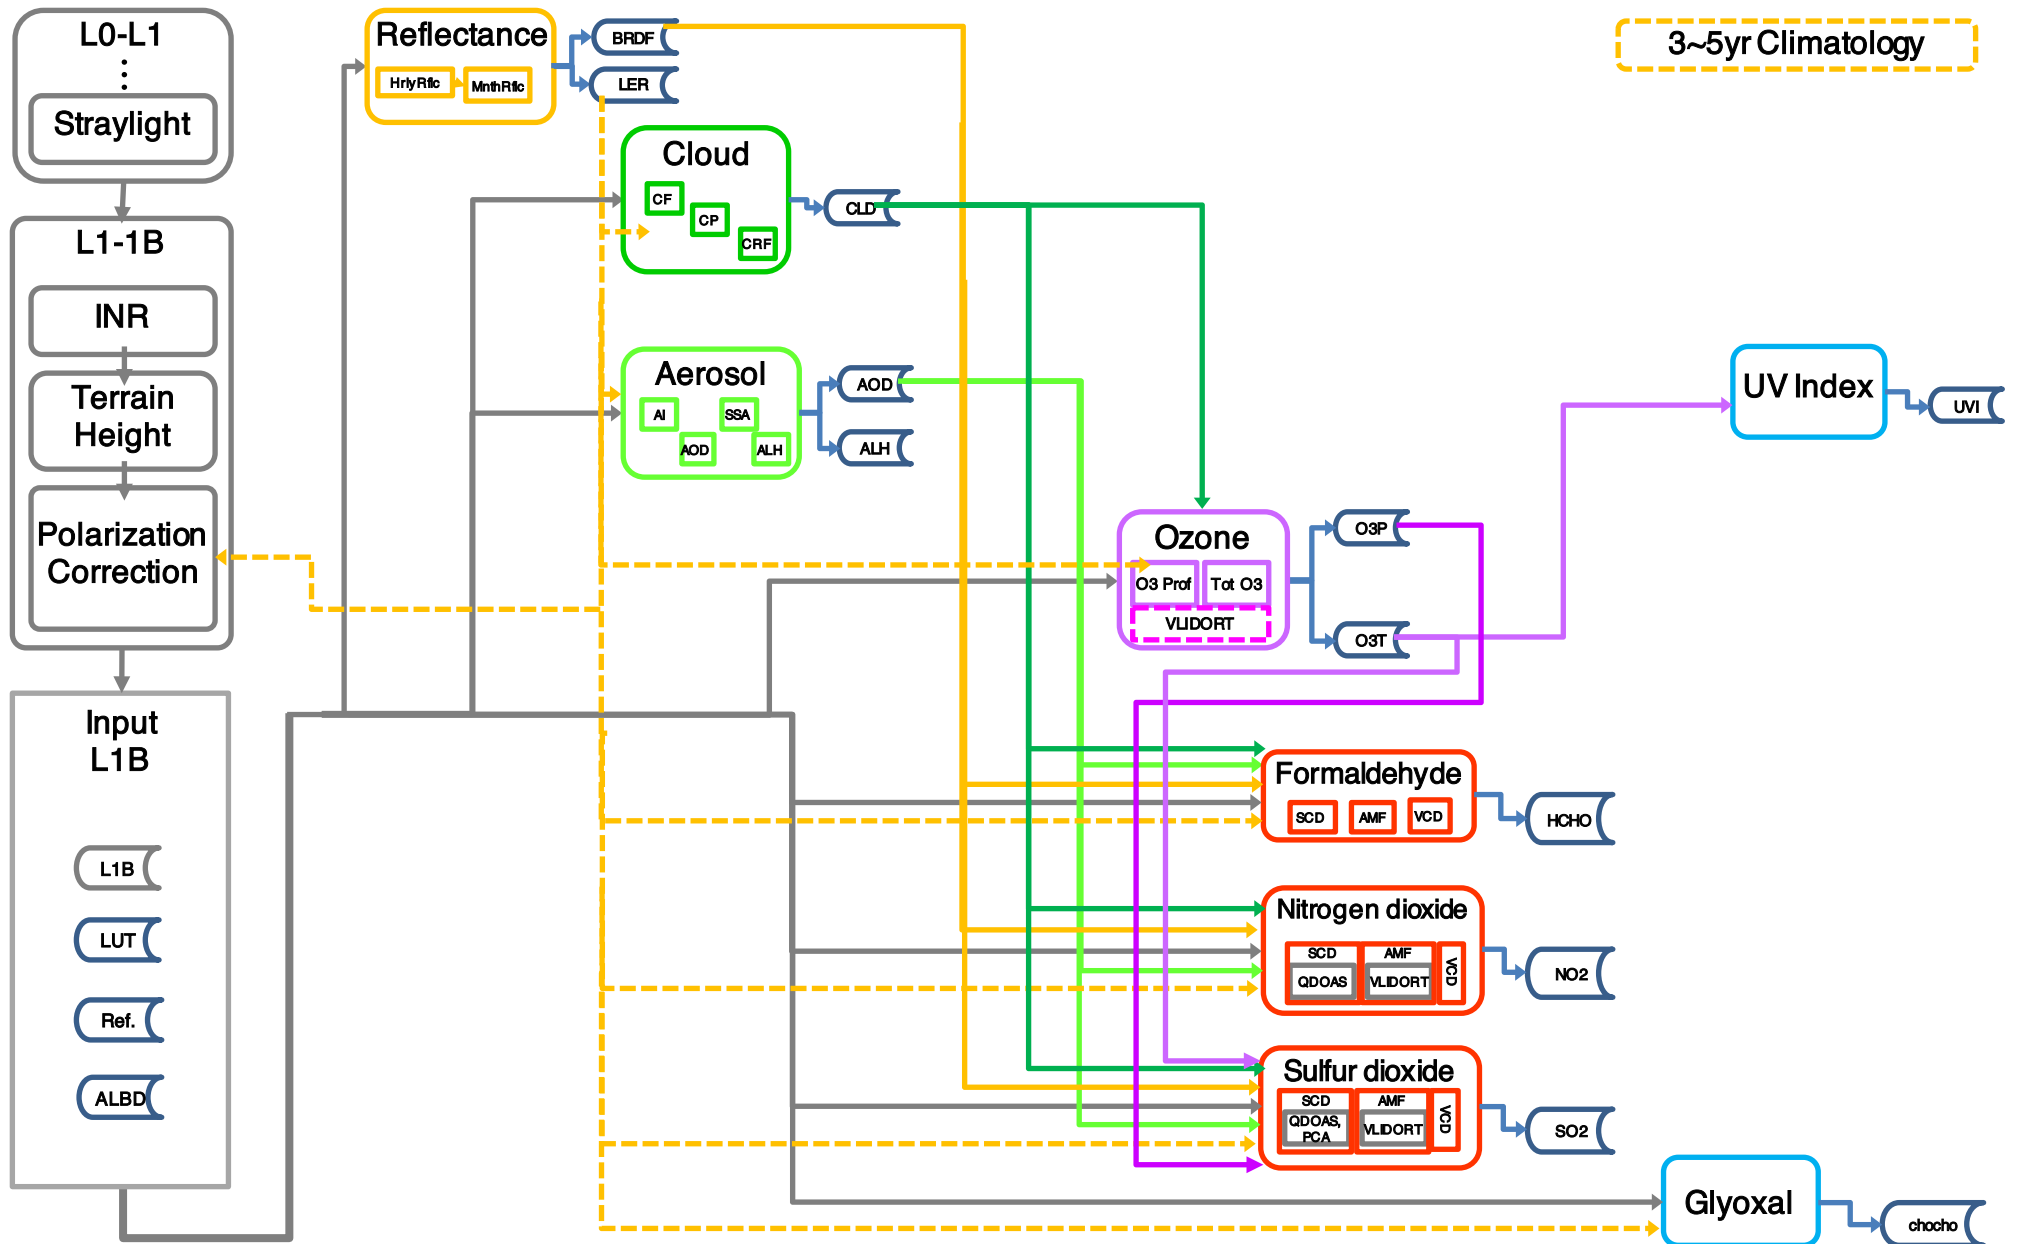 L0-L1
Straylight
L1-1B
INR
Terrain
Height
Polarization
Correction
Input
L1B
L1B
LUT
Ref.
ALBD
Reflectance
HrlyRflc
MnthRflc
BRDF
LER
3~5yr Climatology
Cloud
CF
CP
CRF
CLD
Aerosol
AI
SSA
AOD
ALH
AOD
ALH
Ozone
O3 Prof
Tot O3
VLIDORT
O3P
O3T
UV Index
UVI
Formaldehyde
SCD
AMF
VCD
HCHO
Nitrogen dioxide
SCD
AMF
VCD
QDOAS
VLIDORT
NO2
Sulfur dioxide
SCD
AMF
VCD
QDOAS,
PCA
VLIDORT
SO2
Glyoxal
chocho